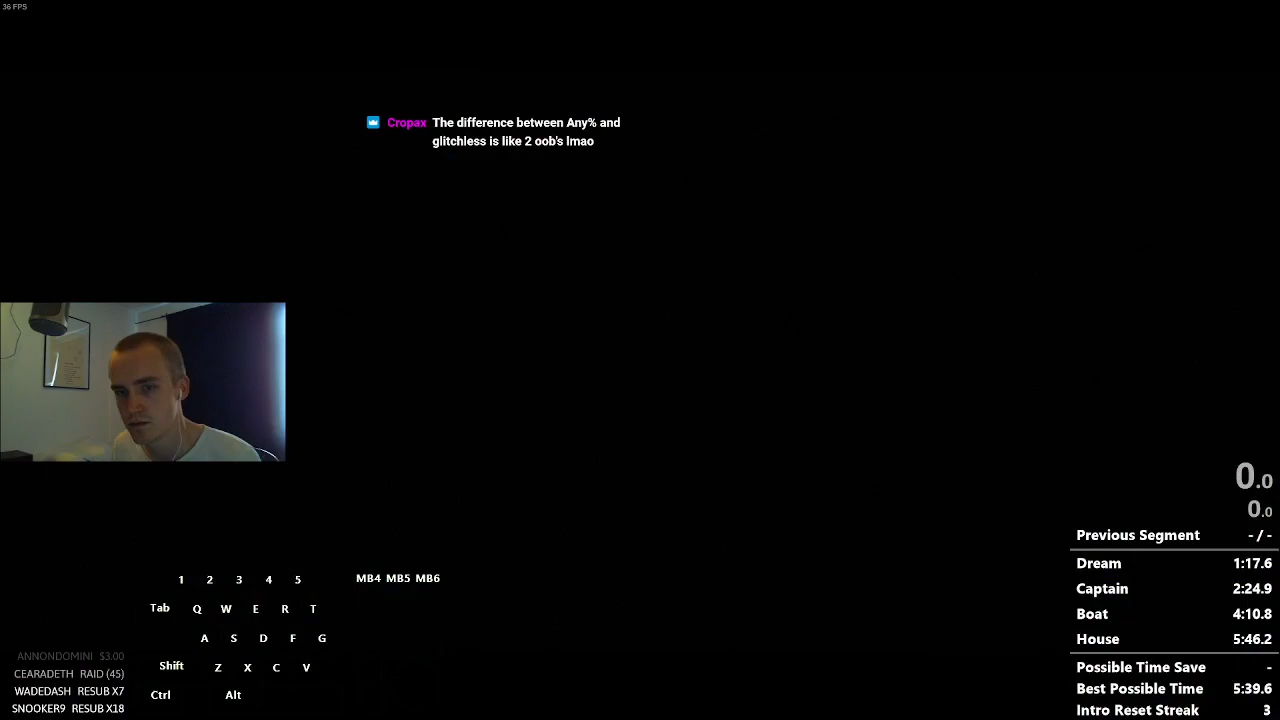 36 FPS
Cropax The difference between Any% and
glitchless is like 2 oob's lmao
0.0
0.0
Previous Segment - / -
Dream 1:17.6
Captain 2:24.9
Boat 4:10.8
House 5:46.2
Possible Time Save -
Best Possible Time 5:39.6
Intro Reset Streak 3
1 2 3 4 5 MB4 MB5 MB6
Tab Q W E R T
A S D F G
Shift Z X C V
Ctrl Alt
ANNONDOMINI $3.00
CEARADETH RAID (45)
WADEDASH RESUB X7
SNOOKER9 RESUB X18